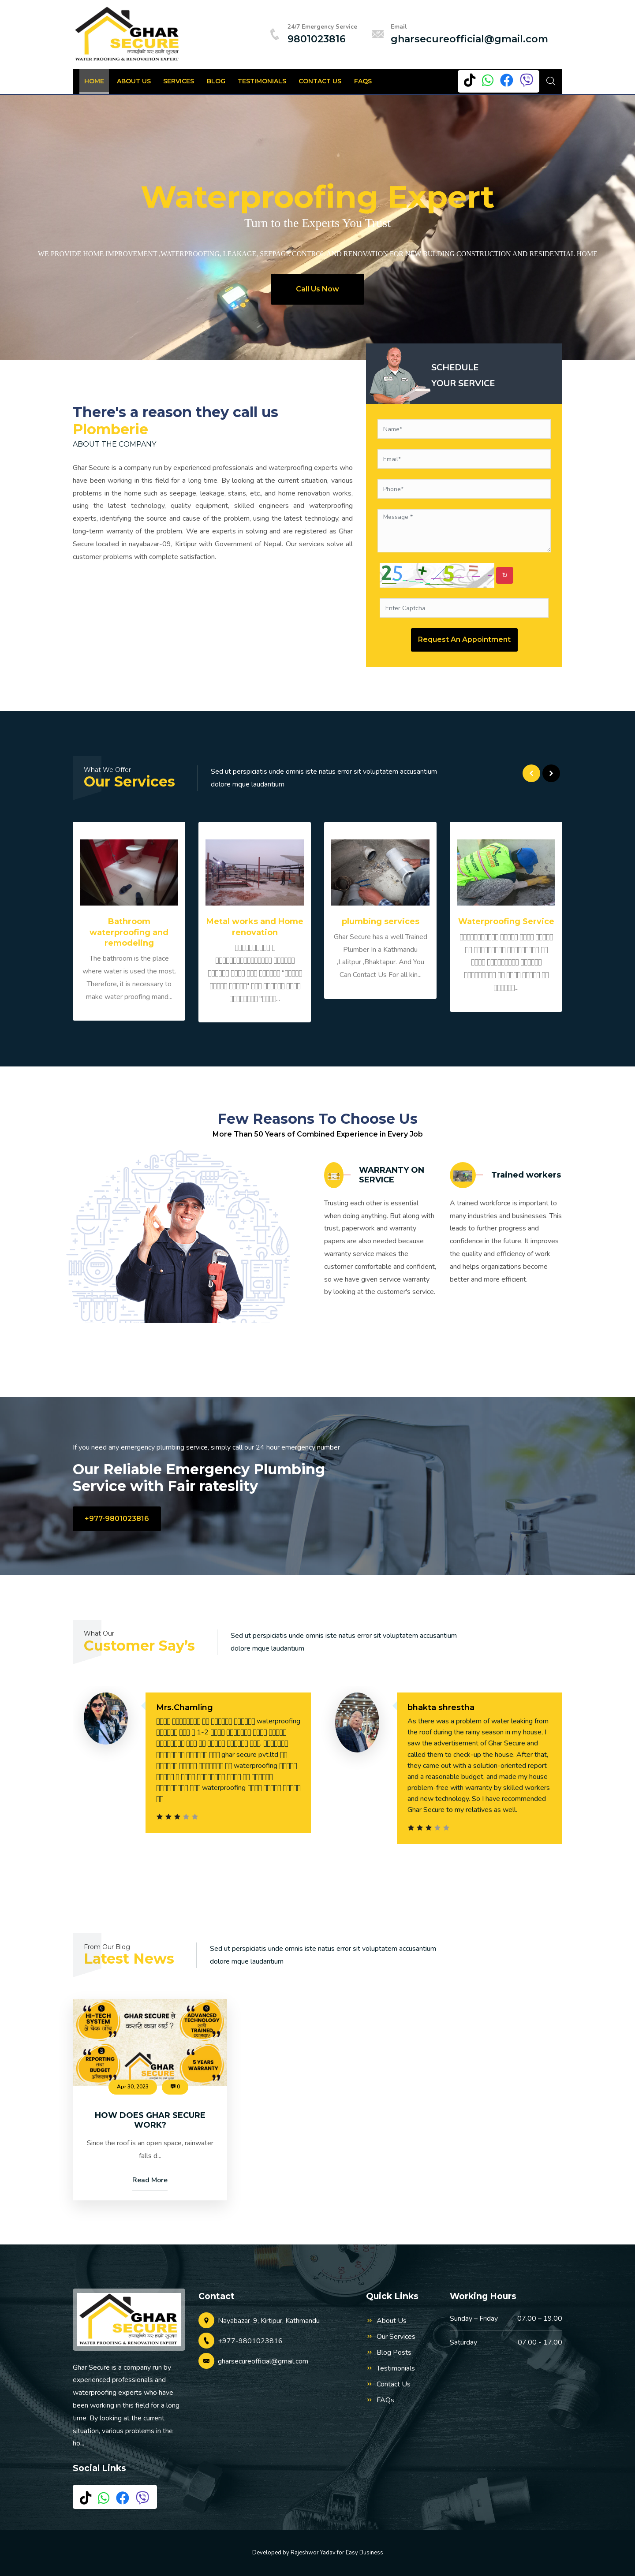 GHAR
SECURE
तपाईको घर हाम्रो जिम्मा
WATER PROOFING & RENOVATION EXPERT
24/7 Emergency Service
9801023816
Email
gharsecureofficial@gmail.com
HOME
ABOUT US
SERVICES
BLOG
TESTIMONIALS
CONTACT US
FAQS
Waterproofing Expert
Turn to the Experts You Trust
WE PROVIDE HOME IMPROVEMENT ,WATERPROOFING, LEAKAGE, SEEPAGE CONTROL AND RENOVATION FOR NEW BULDING CONSTRUCTION AND RESIDENTIAL HOME
Call Us Now
SCHEDULE
YOUR SERVICE
Name*
Email*
Phone*
Message *
25 + 5 =
Enter Captcha
Request An Appointment
There's a reason they call us
Plomberie
ABOUT THE COMPANY
Ghar Secure is a company run by experienced professionals and waterproofing experts who
have been working in this field for a long time. By looking at the current situation, various
problems in the home such as seepage, leakage, stains, etc., and home renovation works,
using the latest technology, quality equipment, skilled engineers and waterproofing
experts, identifying the source and cause of the problem, using the latest technology, and
long-term warranty of the problem. We are experts in solving and are registered as Ghar
Secure located in nayabazar-09, Kirtipur with Government of Nepal. Our services solve all
customer problems with complete satisfaction.
What We Offer
Our Services
Sed ut perspiciatis unde omnis iste natus error sit voluptatem accusantium
dolore mque laudantium
Bathroom
waterproofing and
remodeling
The bathroom is the place
where water is used the most.
Therefore, it is necessary to
make water proofing mand...
Metal works and Home
renovation
plumbing services
Ghar Secure has a well Trained
Plumber In a Kathmandu
,Lalitpur ,Bhaktapur. And You
Can Contact Us For all kin...
Waterproofing Service
Few Reasons To Choose Us
More Than 50 Years of Combined Experience in Every Job
WARRANTY ON
SERVICE
Trusting each other is essential
when doing anything. But along with
trust, paperwork and warranty
papers are also needed because
warranty service makes the
customer comfortable and confident,
so we have given service warranty
by looking at the customer's service.
Trained workers
A trained workforce is important to
many industries and businesses. This
leads to further progress and
confidence in the future. It improves
the quality and efficiency of work
and helps organizations become
better and more efficient.
If you need any emergency plumbing service, simply call our 24 hour emergency number
Our Reliable Emergency Plumbing
Service with Fair rateslity
+977-9801023816
What Our
Customer Say's
Sed ut perspiciatis unde omnis iste natus error sit voluptatem accusantium
dolore mque laudantium
Mrs.Chamling
waterproofing
1-2
ghar secure pvt.ltd
waterproofing
waterproofing
bhakta shrestha
As there was a problem of water leaking from
the roof during the rainy season in my house, I
saw the advertisement of Ghar Secure and
called them to check-up the house. After that,
they came out with a solution-oriented report
and a reasonable budget, and made my house
problem-free with warranty by skilled workers
and new technology. So I have recommended
Ghar Secure to my relatives as well.
From Our Blog
Latest News
Sed ut perspiciatis unde omnis iste natus error sit voluptatem accusantium
dolore mque laudantium
HI-TECH
SYSTEM
GHAR SECURE ले
कसरी काम गर्छ ?
ADVANCED
TECHNOLOGY
TRAINED
REPORTING
BUDGET
GHAR
SECURE
5 YEARS
WARRANTY
WATER PROOFING & RENOVATION EXPERT
Apr 30, 2023
0
HOW DOES GHAR SECURE
WORK?
Since the roof is an open space, rainwater
falls d...
Read More
GHAR
SECURE
तपाईको घर हाम्रो जिम्मा
WATER PROOFING & RENOVATION EXPERT
Ghar Secure is a company run by
experienced professionals and
waterproofing experts who have
been working in this field for a long
time. By looking at the current
situation, various problems in the
ho...
Social Links
Contact
Nayabazar-9, Kirtipur, Kathmandu
+977-9801023816
gharsecureofficial@gmail.com
Quick Links
About Us
Our Services
Blog Posts
Testimonials
Contact Us
FAQs
Working Hours
Sunday – Friday 07.00 – 19.00
Saturday 07.00 - 17.00
Developed by Rajeshwor Yadav for Easy Business